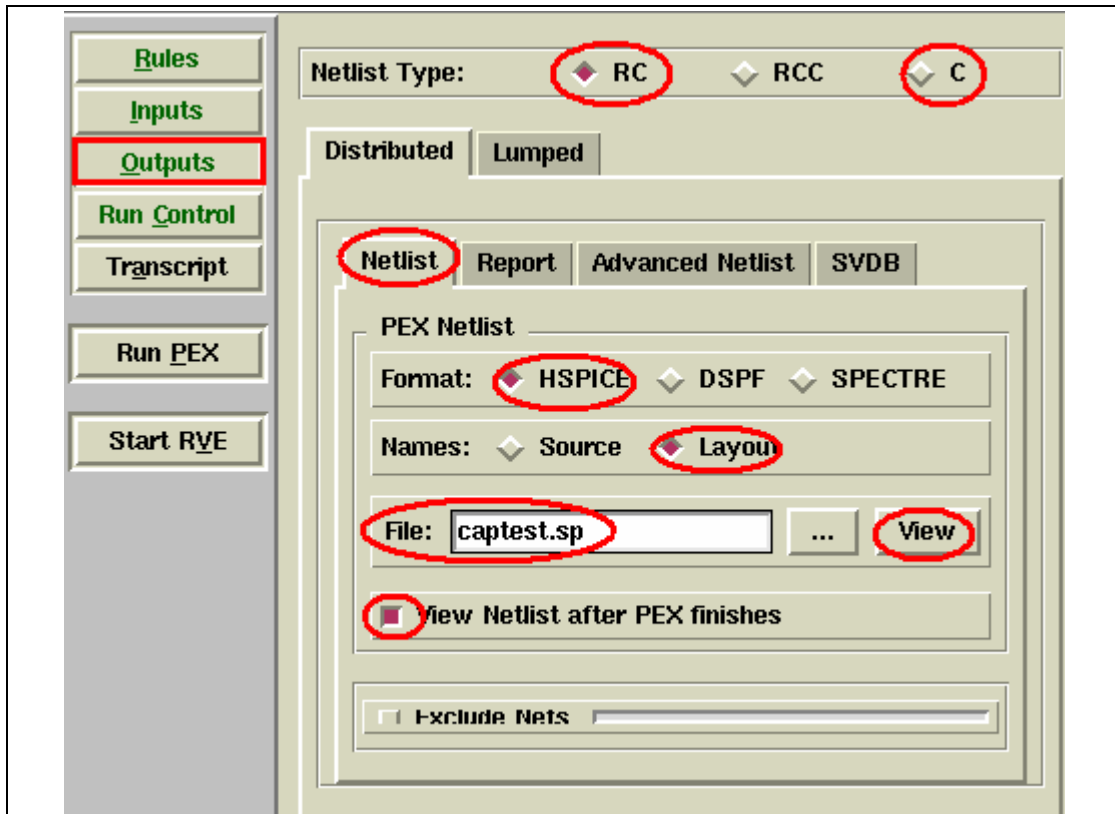 Rules
Inputs
Outputs
Run Control
Transcript
Run PEX
Start RVE
Netlist Type: RC RCC C
Distributed Lumped
Netlist Report Advanced Netlist SVDB
PEX Netlist
Format: HSPICE DSPF SPECTRE
Names: Source Layout
File: captest.sp ... View
View Netlist after PEX finishes
Exclude Nets